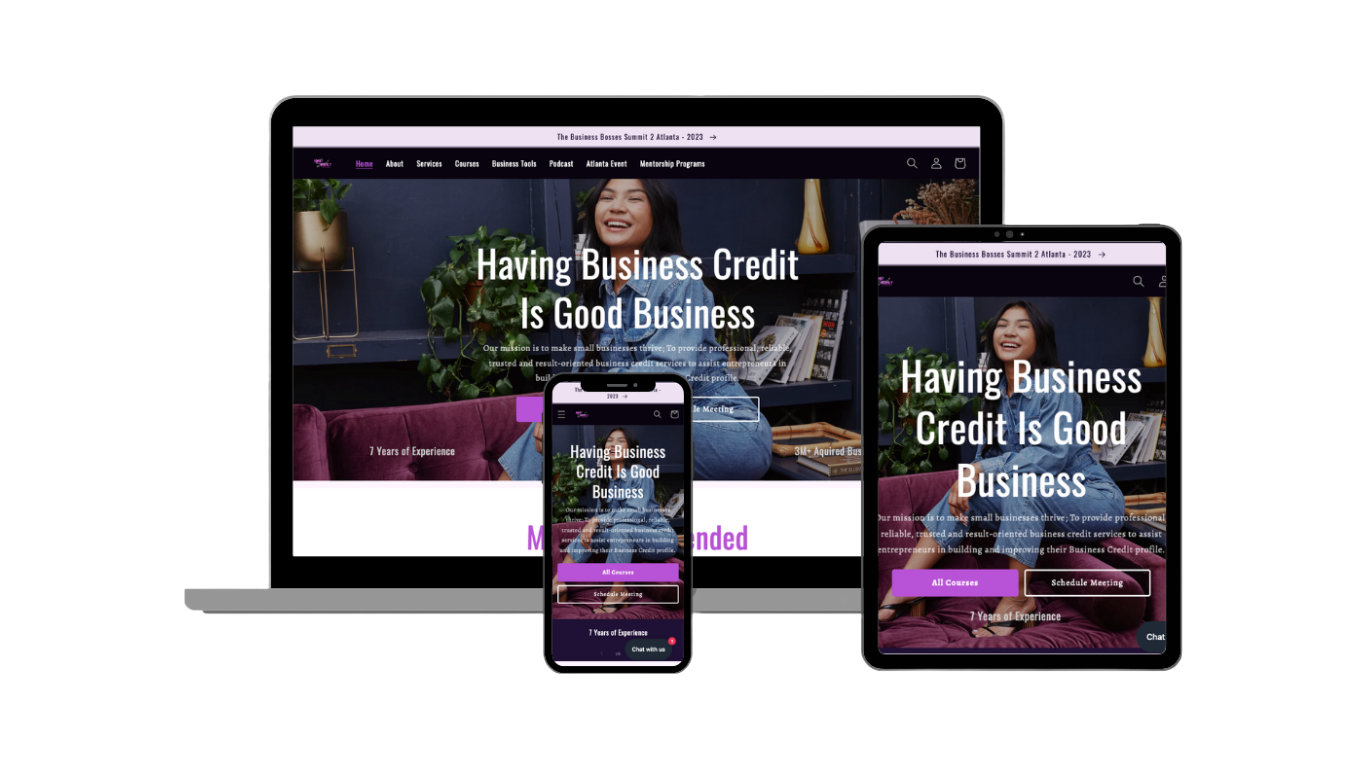 The Business Bosses Summit 2 Atlanta - 2023 →
Home About Services Courses Business Tools Podcast Atlanta Event Mentorship Programs
Having Business Credit
Is Good Business
Our mission is to make small businesses thrive; To provide professional, reliable,
trusted and result-oriented business credit services to assist entrepreneurs in
Credit profile.
Meeting
7 Years of Experience
3M+ Aquired Bus
M
ended
2023 →
Having Business
Credit Is Good
Business
Our mission is to make small businesses
thrive; To provide professional, reliable,
trusted and result-oriented business credit
services to assist entrepreneurs in building
and improving their Business Credit profile.
All Courses
Schedule Meeting
7 Years of Experience
Chat with us
The Business Bosses Summit 2 Atlanta - 2023 →
Having Business
Credit Is Good
Business
Our mission is to make small businesses thrive; To provide professional
reliable, trusted and result-oriented business credit services to assist
entrepreneurs in building and improving their Business Credit profile.
All Courses
Schedule Meeting
7 Years of Experience
Chat